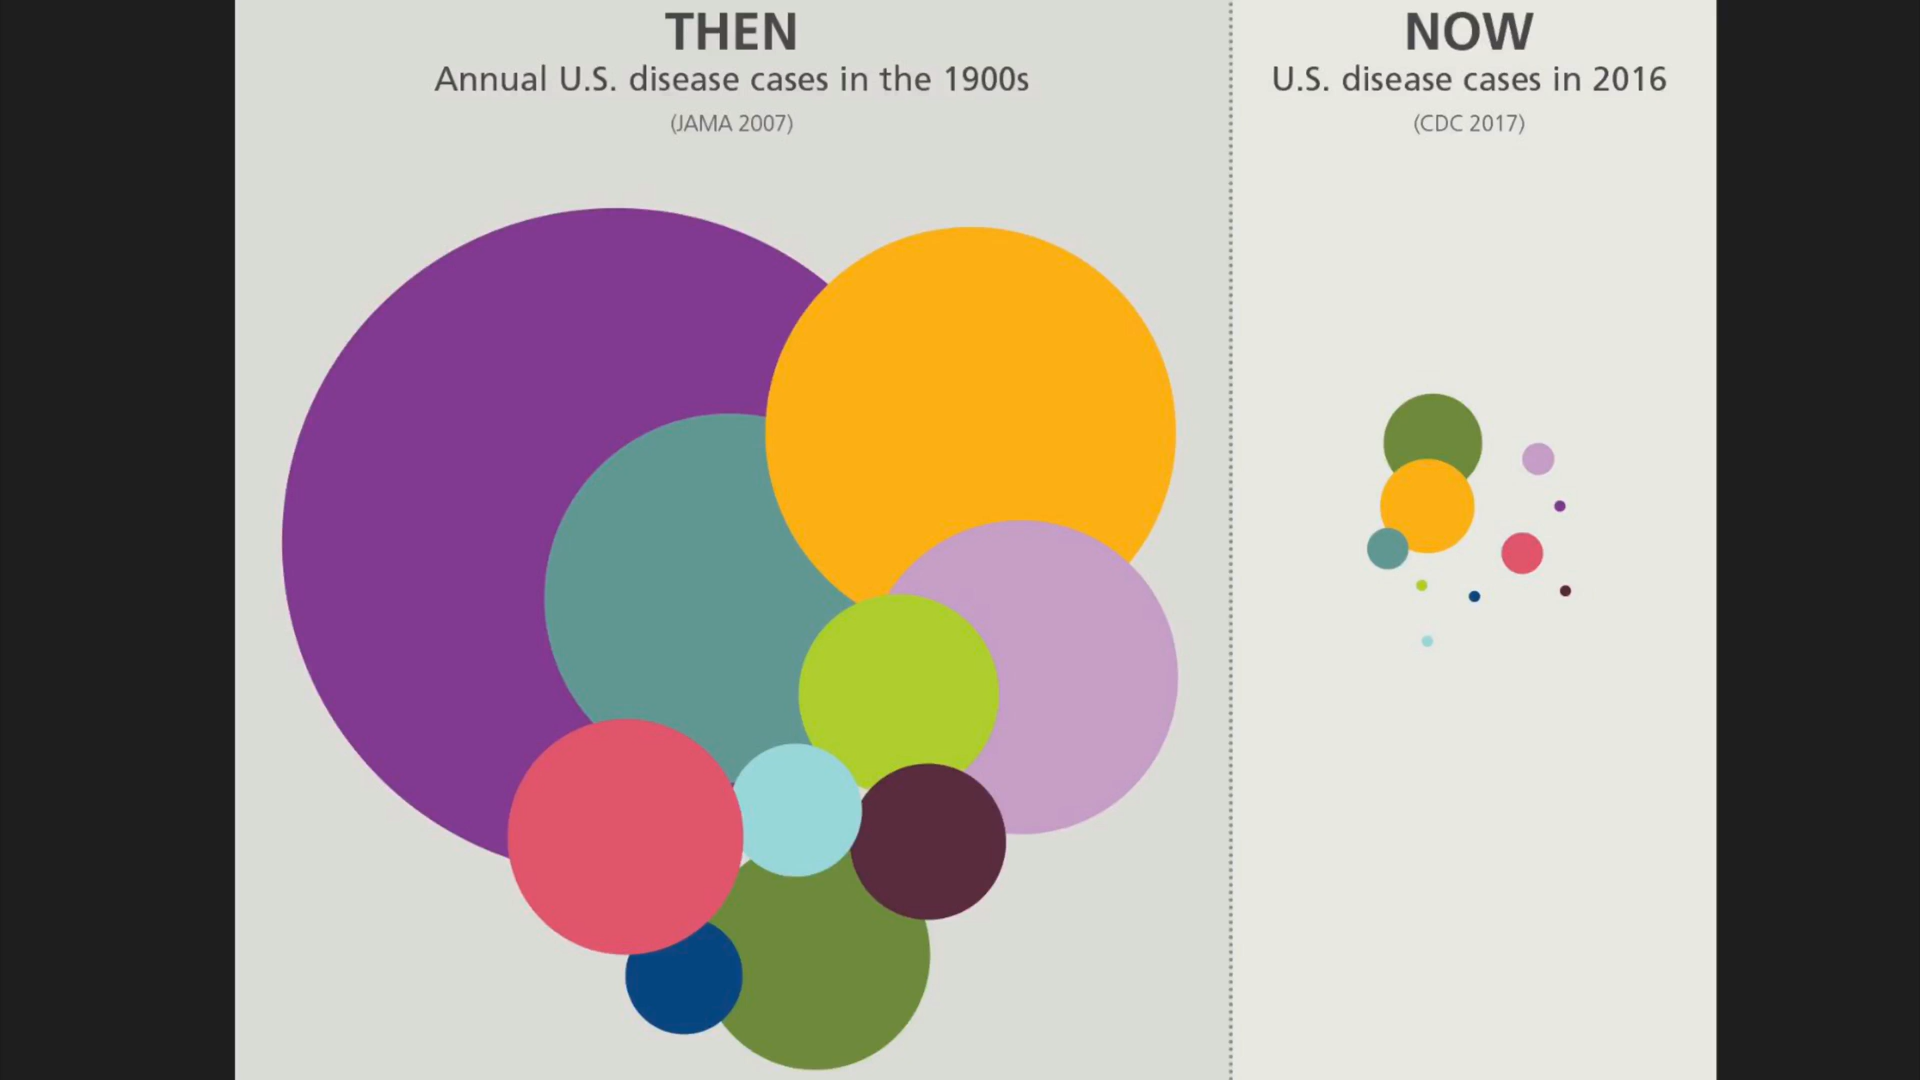 THEN
Annual U.S. disease cases in the 1900s
(JAMA 2007)
NOW
U.S. disease cases in 2016
(CDC 2017)